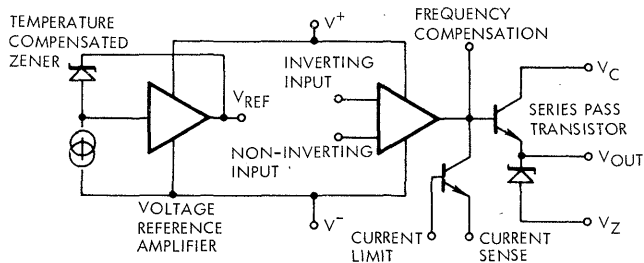 TEMPERATURE
COMPENSATED
ZENER
V+
FREQUENCY
COMPENSATION
INVERTING
INPUT
VREF
NON-INVERTING
INPUT
VC
SERIES PASS
TRANSISTOR
VOUT
VZ
VOLTAGE
REFERENCE
AMPLIFIER
V-
CURRENT
LIMIT
CURRENT
SENSE